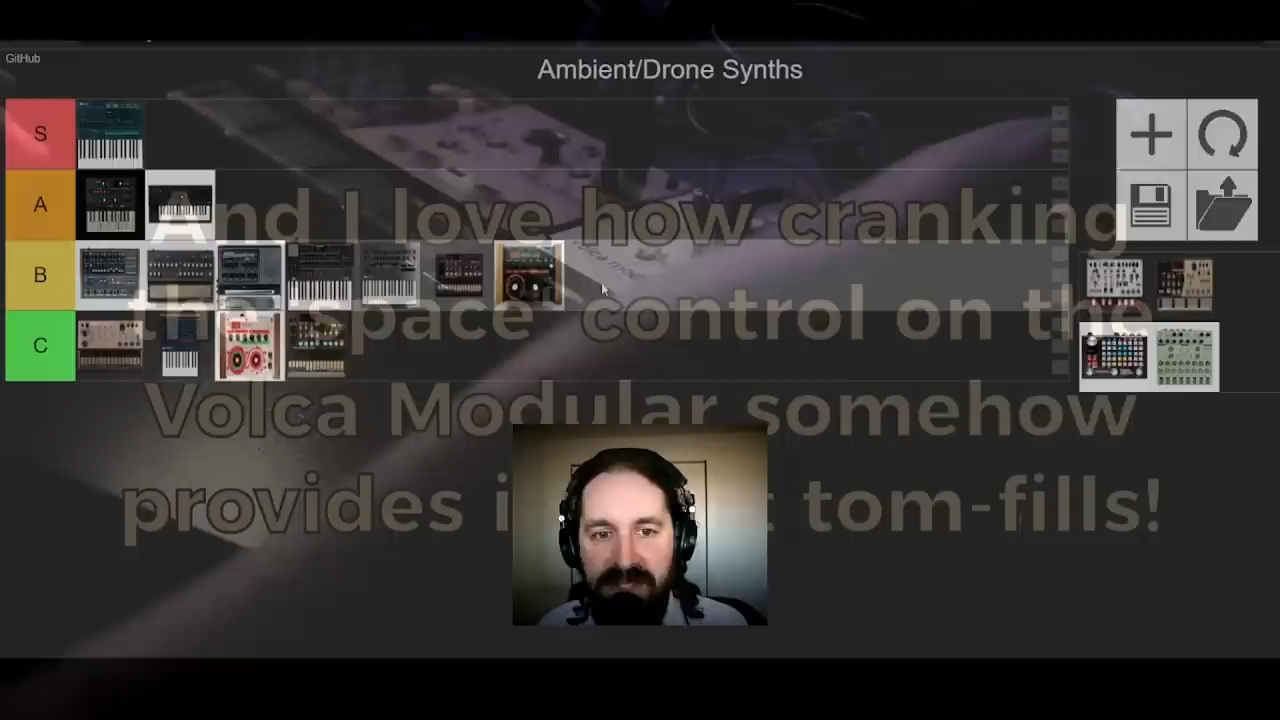 GitHub
Ambient/Drone Synths
S
A
And I love how cranking
B
the 'space' control on the
C
Volca Modular somehow
provides tom-fills!